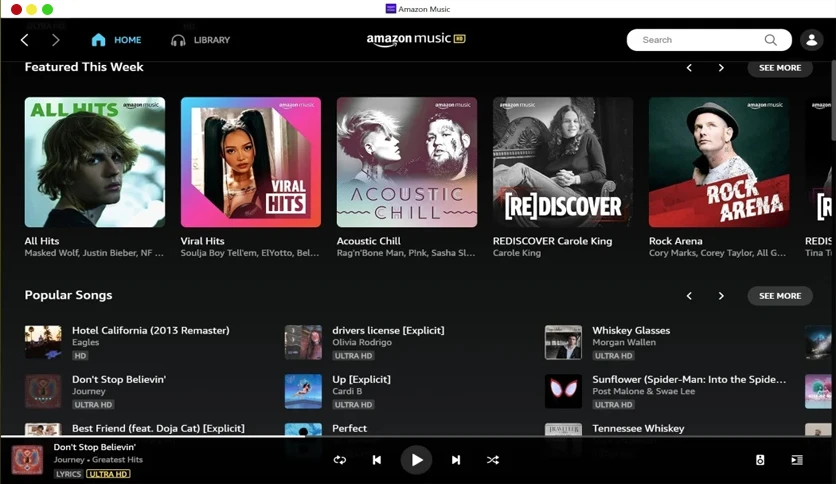 Amazon Music
HOME
LIBRARY
amazon music HD
Search
Featured This Week
SEE MORE
ALL HITS
amazon music
amazon music
VIRAL
HITS
amazon music
ACOUSTIC
CHILL
amazon music
[RE]DISCOVER
amazon music
ROCK
ARENA
[R
All Hits
Masked Wolf, Justin Bieber, NF ...
Viral Hits
Soulja Boy Tell'em, ElYotto, Bel...
Acoustic Chill
Rag'n'Bone Man, P!nk, Sasha Sl...
REDISCOVER Carole King
Carole King
Rock Arena
Cory Marks, Corey Taylor, All G...
REDIS
Tina T
Popular Songs
SEE MORE
Hotel California (2013 Remaster)
Eagles
HD
drivers license [Explicit]
Olivia Rodrigo
ULTRA HD
Whiskey Glasses
Morgan Wallen
ULTRA HD
Don't Stop Believin'
Journey
ULTRA HD
Up [Explicit]
Cardi B
ULTRA HD
Sunflower (Spider-Man: Into the Spide...
Post Malone & Swae Lee
ULTRA HD
Best Friend (feat. Doja Cat) [Explicit]
Perfect
Tennessee Whiskey
Don't Stop Believin'
Journey • Greatest Hits
LYRICS ULTRA HD